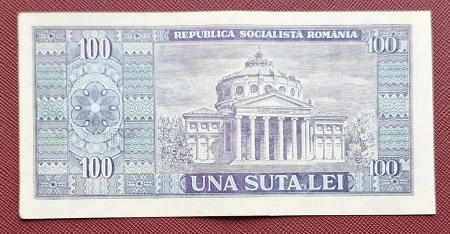 REPUBLICA SOCIALISTĂ ROMÂNIA
100 100
100 100
UNA SUTA LEI